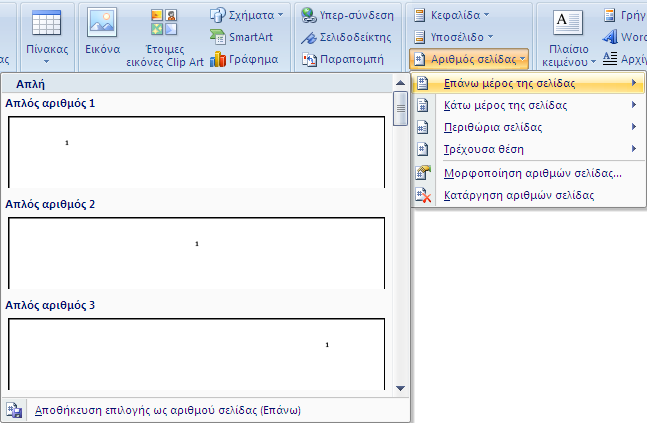 Πίνακας
Εικόνα
Έτοιμες
εικόνες Clip Art
Σχήματα
SmartArt
Γράφημα
Υπερ-σύνδεση
Σελιδοδείκτης
Παραπομπή
Κεφαλίδα
Υποσέλιδο
Αριθμός σελίδας
Πλαίσιο
κειμένου
Γρήγ
Word
Αρχίγ
Επάνω μέρος της σελίδας
Κάτω μέρος της σελίδας
Περιθώρια σελίδας
Τρέχουσα θέση
Μορφοποίηση αριθμών σελίδας...
Κατάργηση αριθμών σελίδας
Απλή
Απλός αριθμός 1
1
Απλός αριθμός 2
1
Απλός αριθμός 3
1
Αποθήκευση επιλογής ως αριθμού σελίδας (Επάνω)